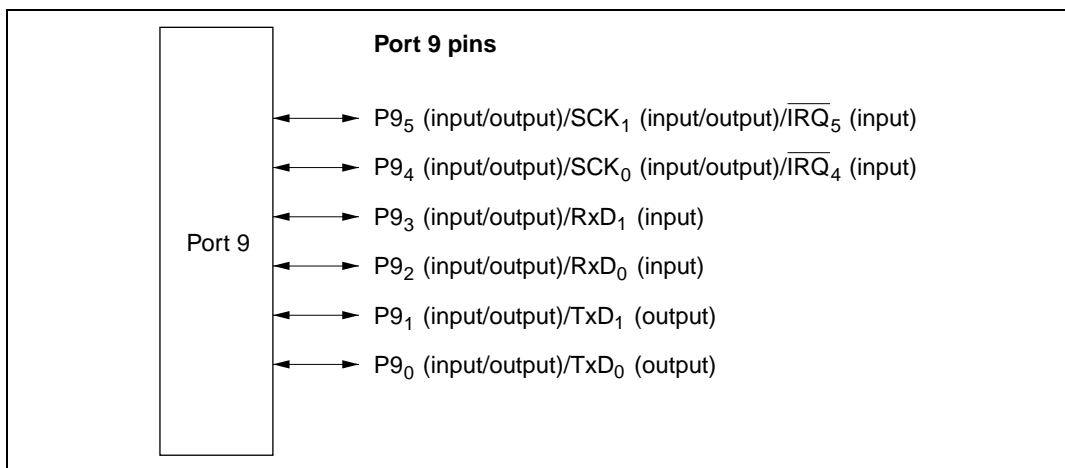 Port 9 pins
P9₅ (input/output)/SCK₁ (input/output)/I̅R̅Q̅₅ (input)
P9₄ (input/output)/SCK₀ (input/output)/I̅R̅Q̅₄ (input)
P9₃ (input/output)/RxD₁ (input)
Port 9
P9₂ (input/output)/RxD₀ (input)
P9₁ (input/output)/TxD₁ (output)
P9₀ (input/output)/TxD₀ (output)